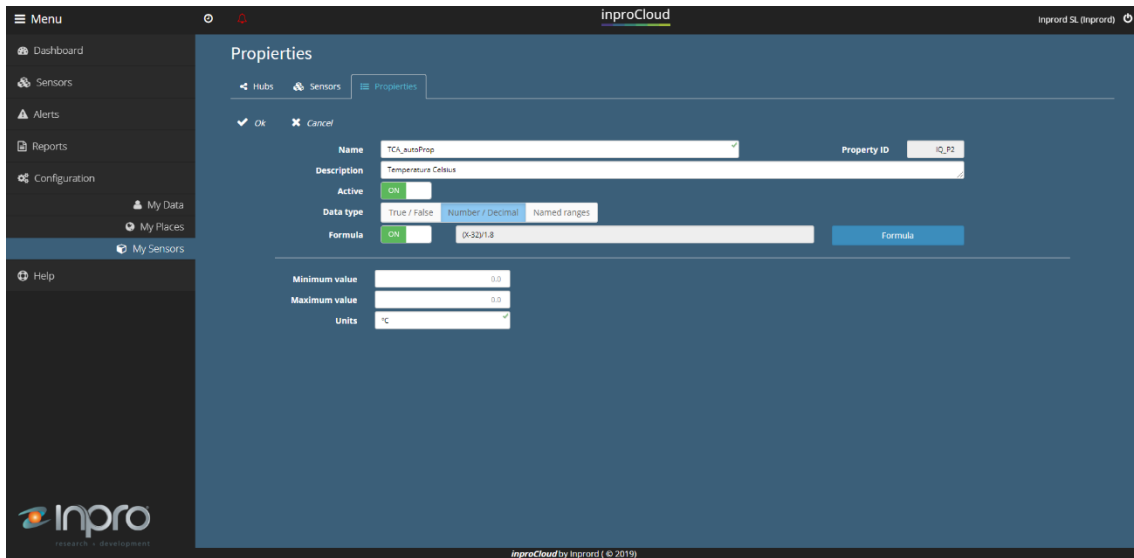 Menu
inproCloud
Inprord SL (Inprord)
Dashboard
Sensors
Alerts
Reports
Configuration
My Data
My Places
My Sensors
Help
Propierties
Hubs Sensors Propierties
Ok Cancel
Name TCA_autoProp Property ID IQ_P2
Description Temperatura Celsius
Active ON
Data type True / False Number / Decimal Named ranges
Formula ON (X-32)/1.8 Formula
Minimum value 0.0
Maximum value 0.0
Units °C
Inpro
research + development
inproCloud by Inprord ( © 2019)